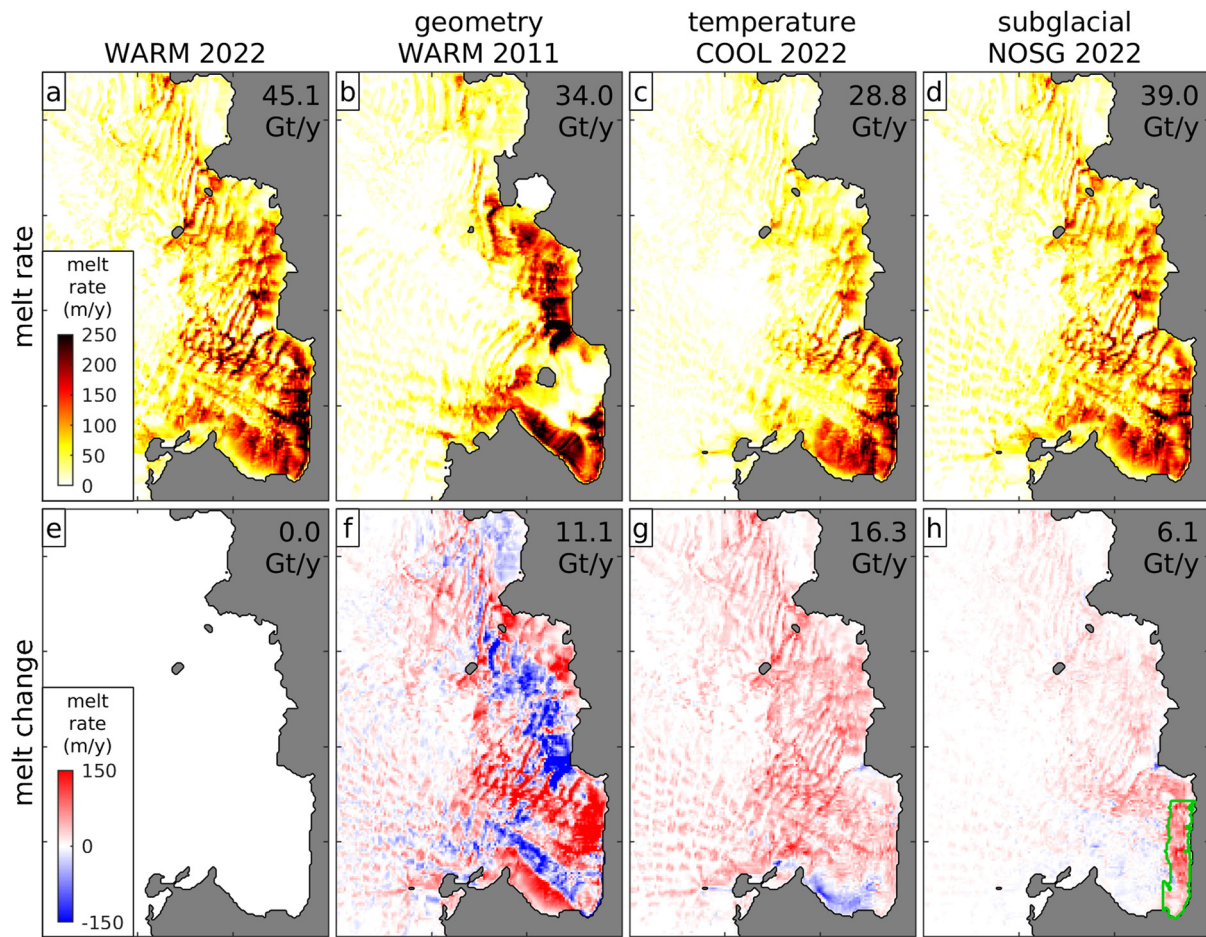 geometry
temperature
subglacial
WARM 2022
WARM 2011
COOL 2022
NOSG 2022
melt rate
a
45.1
Gt/y
b
34.0
Gt/y
c
28.8
Gt/y
d
39.0
Gt/y
melt
rate
(m/y)
250
200
150
100
50
0
melt change
e
0.0
Gt/y
f
11.1
Gt/y
g
16.3
Gt/y
h
6.1
Gt/y
melt
rate
(m/y)
150
0
-150